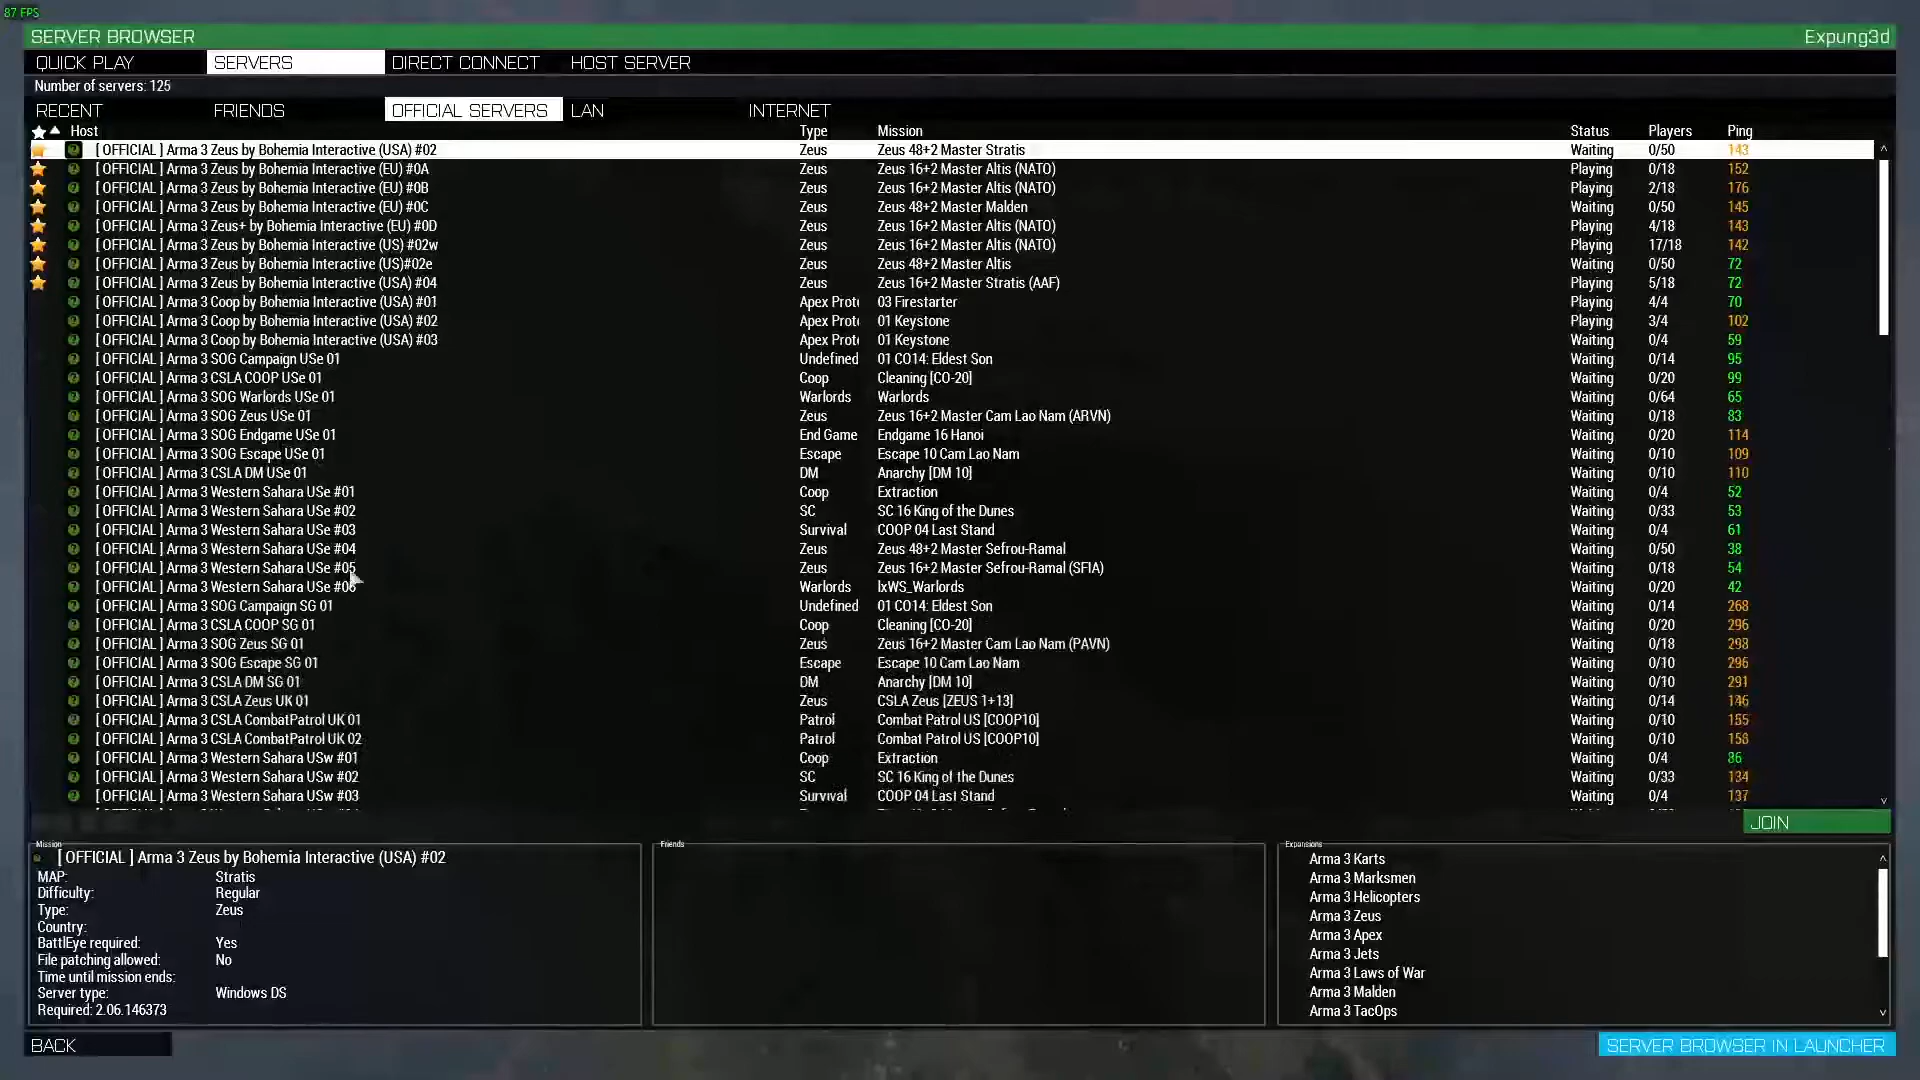 87 FPS
SERVER BROWSER Expung3d
QUICK PLAY SERVERS DIRECT CONNECT HOST SERVER
Number of servers: 125
RECENT FRIENDS OFFICIAL SERVERS LAN INTERNET
Host Type Mission Status Players Ping
[ OFFICIAL ] Arma 3 Zeus by Bohemia Interactive (USA) #02 Zeus Zeus 48+2 Master Stratis Waiting 0/50 143
[ OFFICIAL ] Arma 3 Zeus by Bohemia Interactive (EU) #0A Zeus Zeus 16+2 Master Altis (NATO) Playing 0/18 152
[ OFFICIAL ] Arma 3 Zeus by Bohemia Interactive (EU) #0B Zeus Zeus 16+2 Master Altis (NATO) Playing 2/18 176
[ OFFICIAL ] Arma 3 Zeus by Bohemia Interactive (EU) #0C Zeus Zeus 48+2 Master Malden Waiting 0/50 145
[ OFFICIAL ] Arma 3 Zeus+ by Bohemia Interactive (EU) #0D Zeus Zeus 16+2 Master Altis (NATO) Playing 4/18 143
[ OFFICIAL ] Arma 3 Zeus by Bohemia Interactive (US) #02w Zeus Zeus 16+2 Master Altis (NATO) Playing 17/18 142
[ OFFICIAL ] Arma 3 Zeus by Bohemia Interactive (US)#02e Zeus Zeus 48+2 Master Altis Waiting 0/50 72
[ OFFICIAL ] Arma 3 Zeus by Bohemia Interactive (USA) #04 Zeus Zeus 16+2 Master Stratis (AAF) Playing 5/18 72
[ OFFICIAL ] Arma 3 Coop by Bohemia Interactive (USA) #01 Apex Prote 03 Firestarter Playing 4/4 70
[ OFFICIAL ] Arma 3 Coop by Bohemia Interactive (USA) #02 Apex Prote 01 Keystone Playing 3/4 102
[ OFFICIAL ] Arma 3 Coop by Bohemia Interactive (USA) #03 Apex Prote 01 Keystone Waiting 0/4 59
[ OFFICIAL ] Arma 3 SOG Campaign USe 01 Undefined 01 CO14: Eldest Son Waiting 0/14 95
[ OFFICIAL ] Arma 3 CSLA COOP USe 01 Coop Cleaning [CO-20] Waiting 0/20 99
[ OFFICIAL ] Arma 3 SOG Warlords USe 01 Warlords Warlords Waiting 0/64 65
[ OFFICIAL ] Arma 3 SOG Zeus USe 01 Zeus Zeus 16+2 Master Cam Lao Nam (ARVN) Waiting 0/18 83
[ OFFICIAL ] Arma 3 SOG Endgame USe 01 End Game Endgame 16 Hanoi Waiting 0/20 114
[ OFFICIAL ] Arma 3 SOG Escape USe 01 Escape Escape 10 Cam Lao Nam Waiting 0/10 109
[ OFFICIAL ] Arma 3 CSLA DM USe 01 DM Anarchy [DM 10] Waiting 0/10 110
[ OFFICIAL ] Arma 3 Western Sahara USe #01 Coop Extraction Waiting 0/4 52
[ OFFICIAL ] Arma 3 Western Sahara USe #02 SC SC 16 King of the Dunes Waiting 0/33 53
[ OFFICIAL ] Arma 3 Western Sahara USe #03 Survival COOP 04 Last Stand Waiting 0/4 61
[ OFFICIAL ] Arma 3 Western Sahara USe #04 Zeus Zeus 48+2 Master Sefrou-Ramal Waiting 0/50 38
[ OFFICIAL ] Arma 3 Western Sahara USe #05 Zeus Zeus 16+2 Master Sefrou-Ramal (SFIA) Waiting 0/18 54
[ OFFICIAL ] Arma 3 Western Sahara USe #06 Warlords lxWS_Warlords Waiting 0/20 42
[ OFFICIAL ] Arma 3 SOG Campaign SG 01 Undefined 01 CO14: Eldest Son Waiting 0/14 268
[ OFFICIAL ] Arma 3 CSLA COOP SG 01 Coop Cleaning [CO-20] Waiting 0/20 296
[ OFFICIAL ] Arma 3 SOG Zeus SG 01 Zeus Zeus 16+2 Master Cam Lao Nam (PAVN) Waiting 0/18 298
[ OFFICIAL ] Arma 3 SOG Escape SG 01 Escape Escape 10 Cam Lao Nam Waiting 0/10 296
[ OFFICIAL ] Arma 3 CSLA DM SG 01 DM Anarchy [DM 10] Waiting 0/10 291
[ OFFICIAL ] Arma 3 CSLA Zeus UK 01 Zeus CSLA Zeus [ZEUS 1+13] Waiting 0/14 146
[ OFFICIAL ] Arma 3 CSLA CombatPatrol UK 01 Patrol Combat Patrol US [COOP10] Waiting 0/10 155
[ OFFICIAL ] Arma 3 CSLA CombatPatrol UK 02 Patrol Combat Patrol US [COOP10] Waiting 0/10 158
[ OFFICIAL ] Arma 3 Western Sahara USw #01 Coop Extraction Waiting 0/4 86
[ OFFICIAL ] Arma 3 Western Sahara USw #02 SC SC 16 King of the Dunes Waiting 0/33 134
[ OFFICIAL ] Arma 3 Western Sahara USw #03 Survival COOP 04 Last Stand Waiting 0/4 137
JOIN
Mission
[ OFFICIAL ] Arma 3 Zeus by Bohemia Interactive (USA) #02
MAP: Stratis
Difficulty: Regular
Type: Zeus
Country:
BattlEye required: Yes
File patching allowed: No
Time until mission ends:
Server type: Windows DS
Required: 2.06.146373
Friends
Expansions
Arma 3 Karts
Arma 3 Marksmen
Arma 3 Helicopters
Arma 3 Zeus
Arma 3 Apex
Arma 3 Jets
Arma 3 Laws of War
Arma 3 Malden
Arma 3 TacOps
BACK SERVER BROWSER IN LAUNCHER